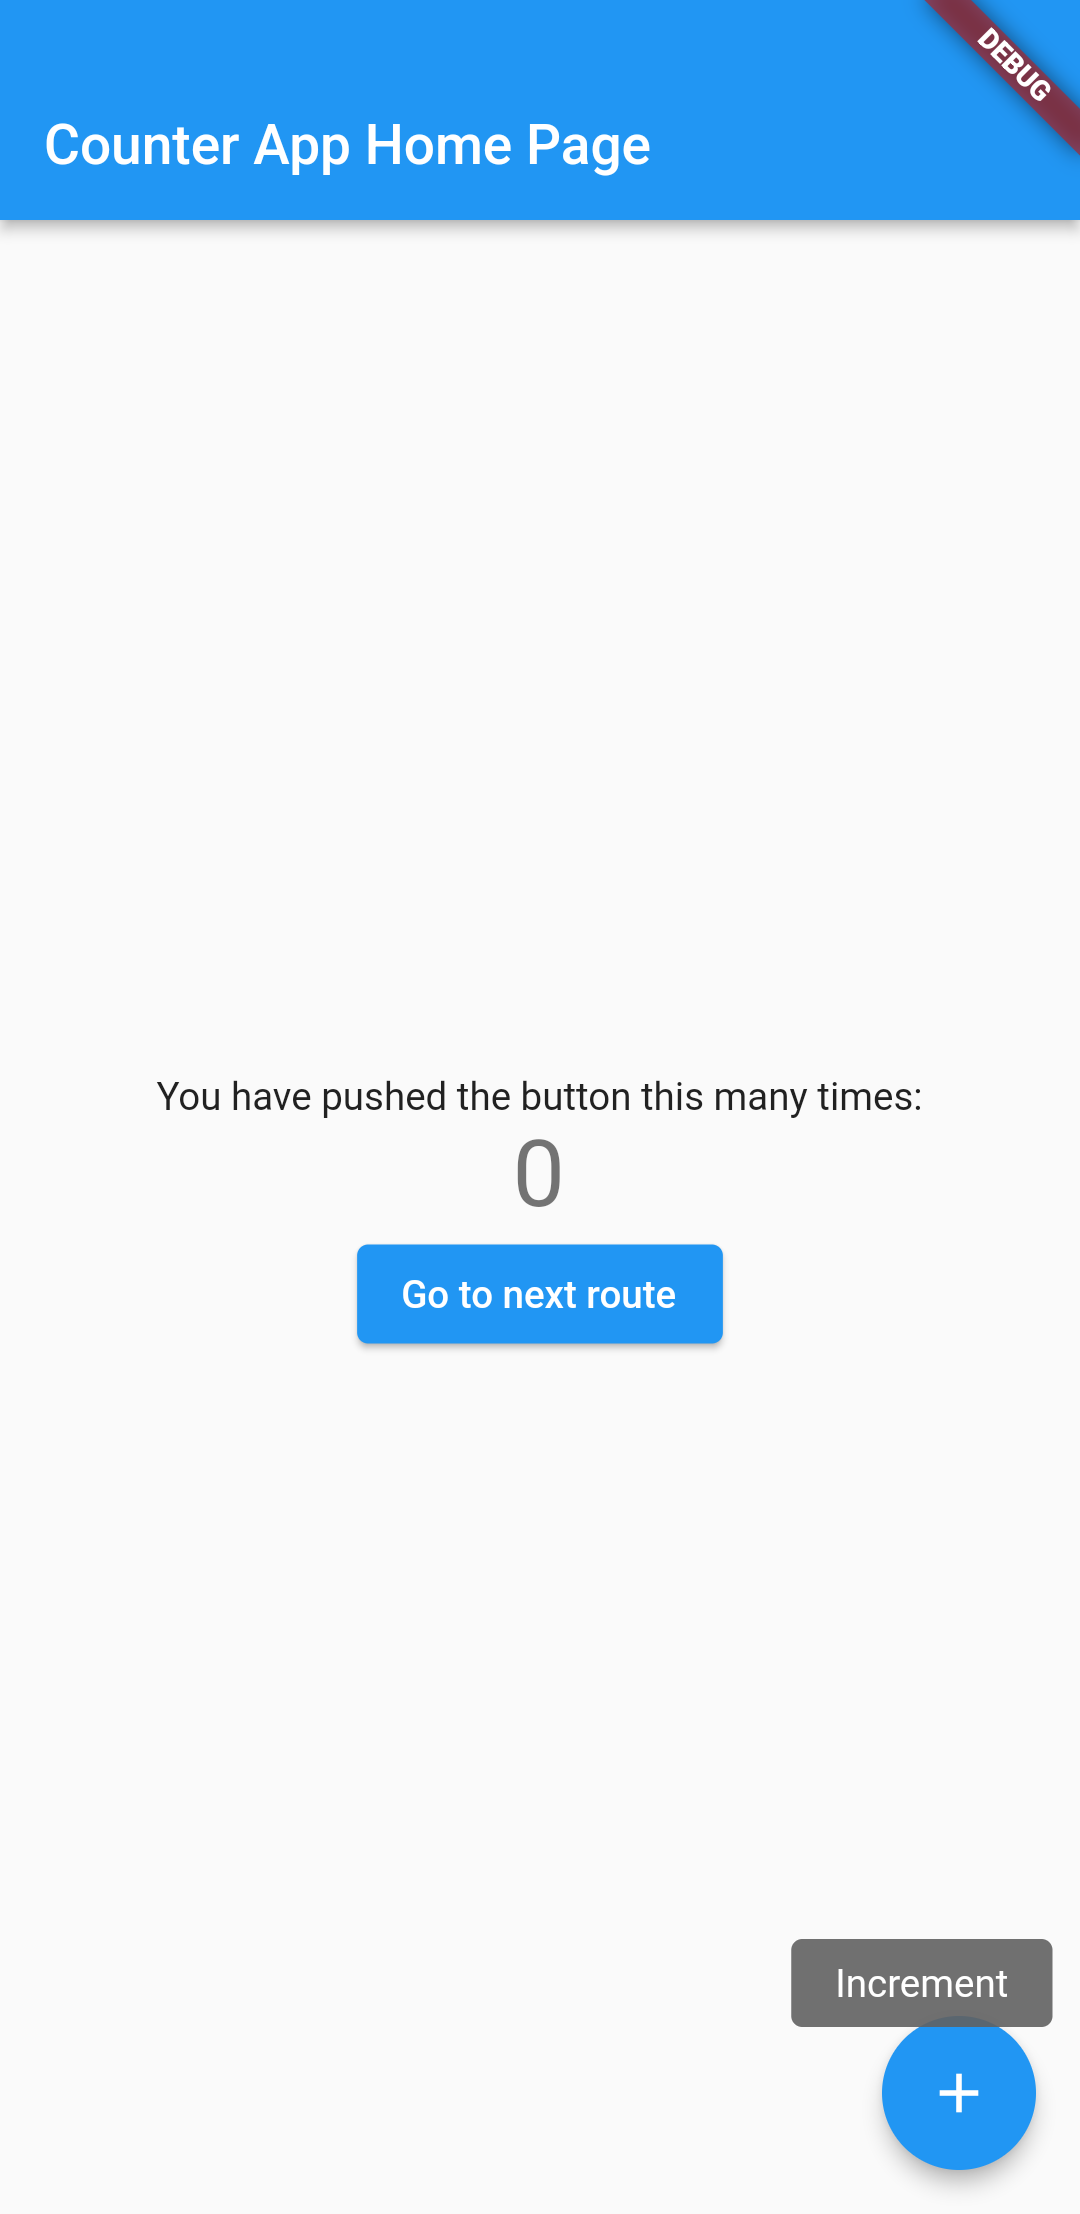 DEBUG
Counter App Home Page
You have pushed the button this many times:
0
Go to next route
Increment